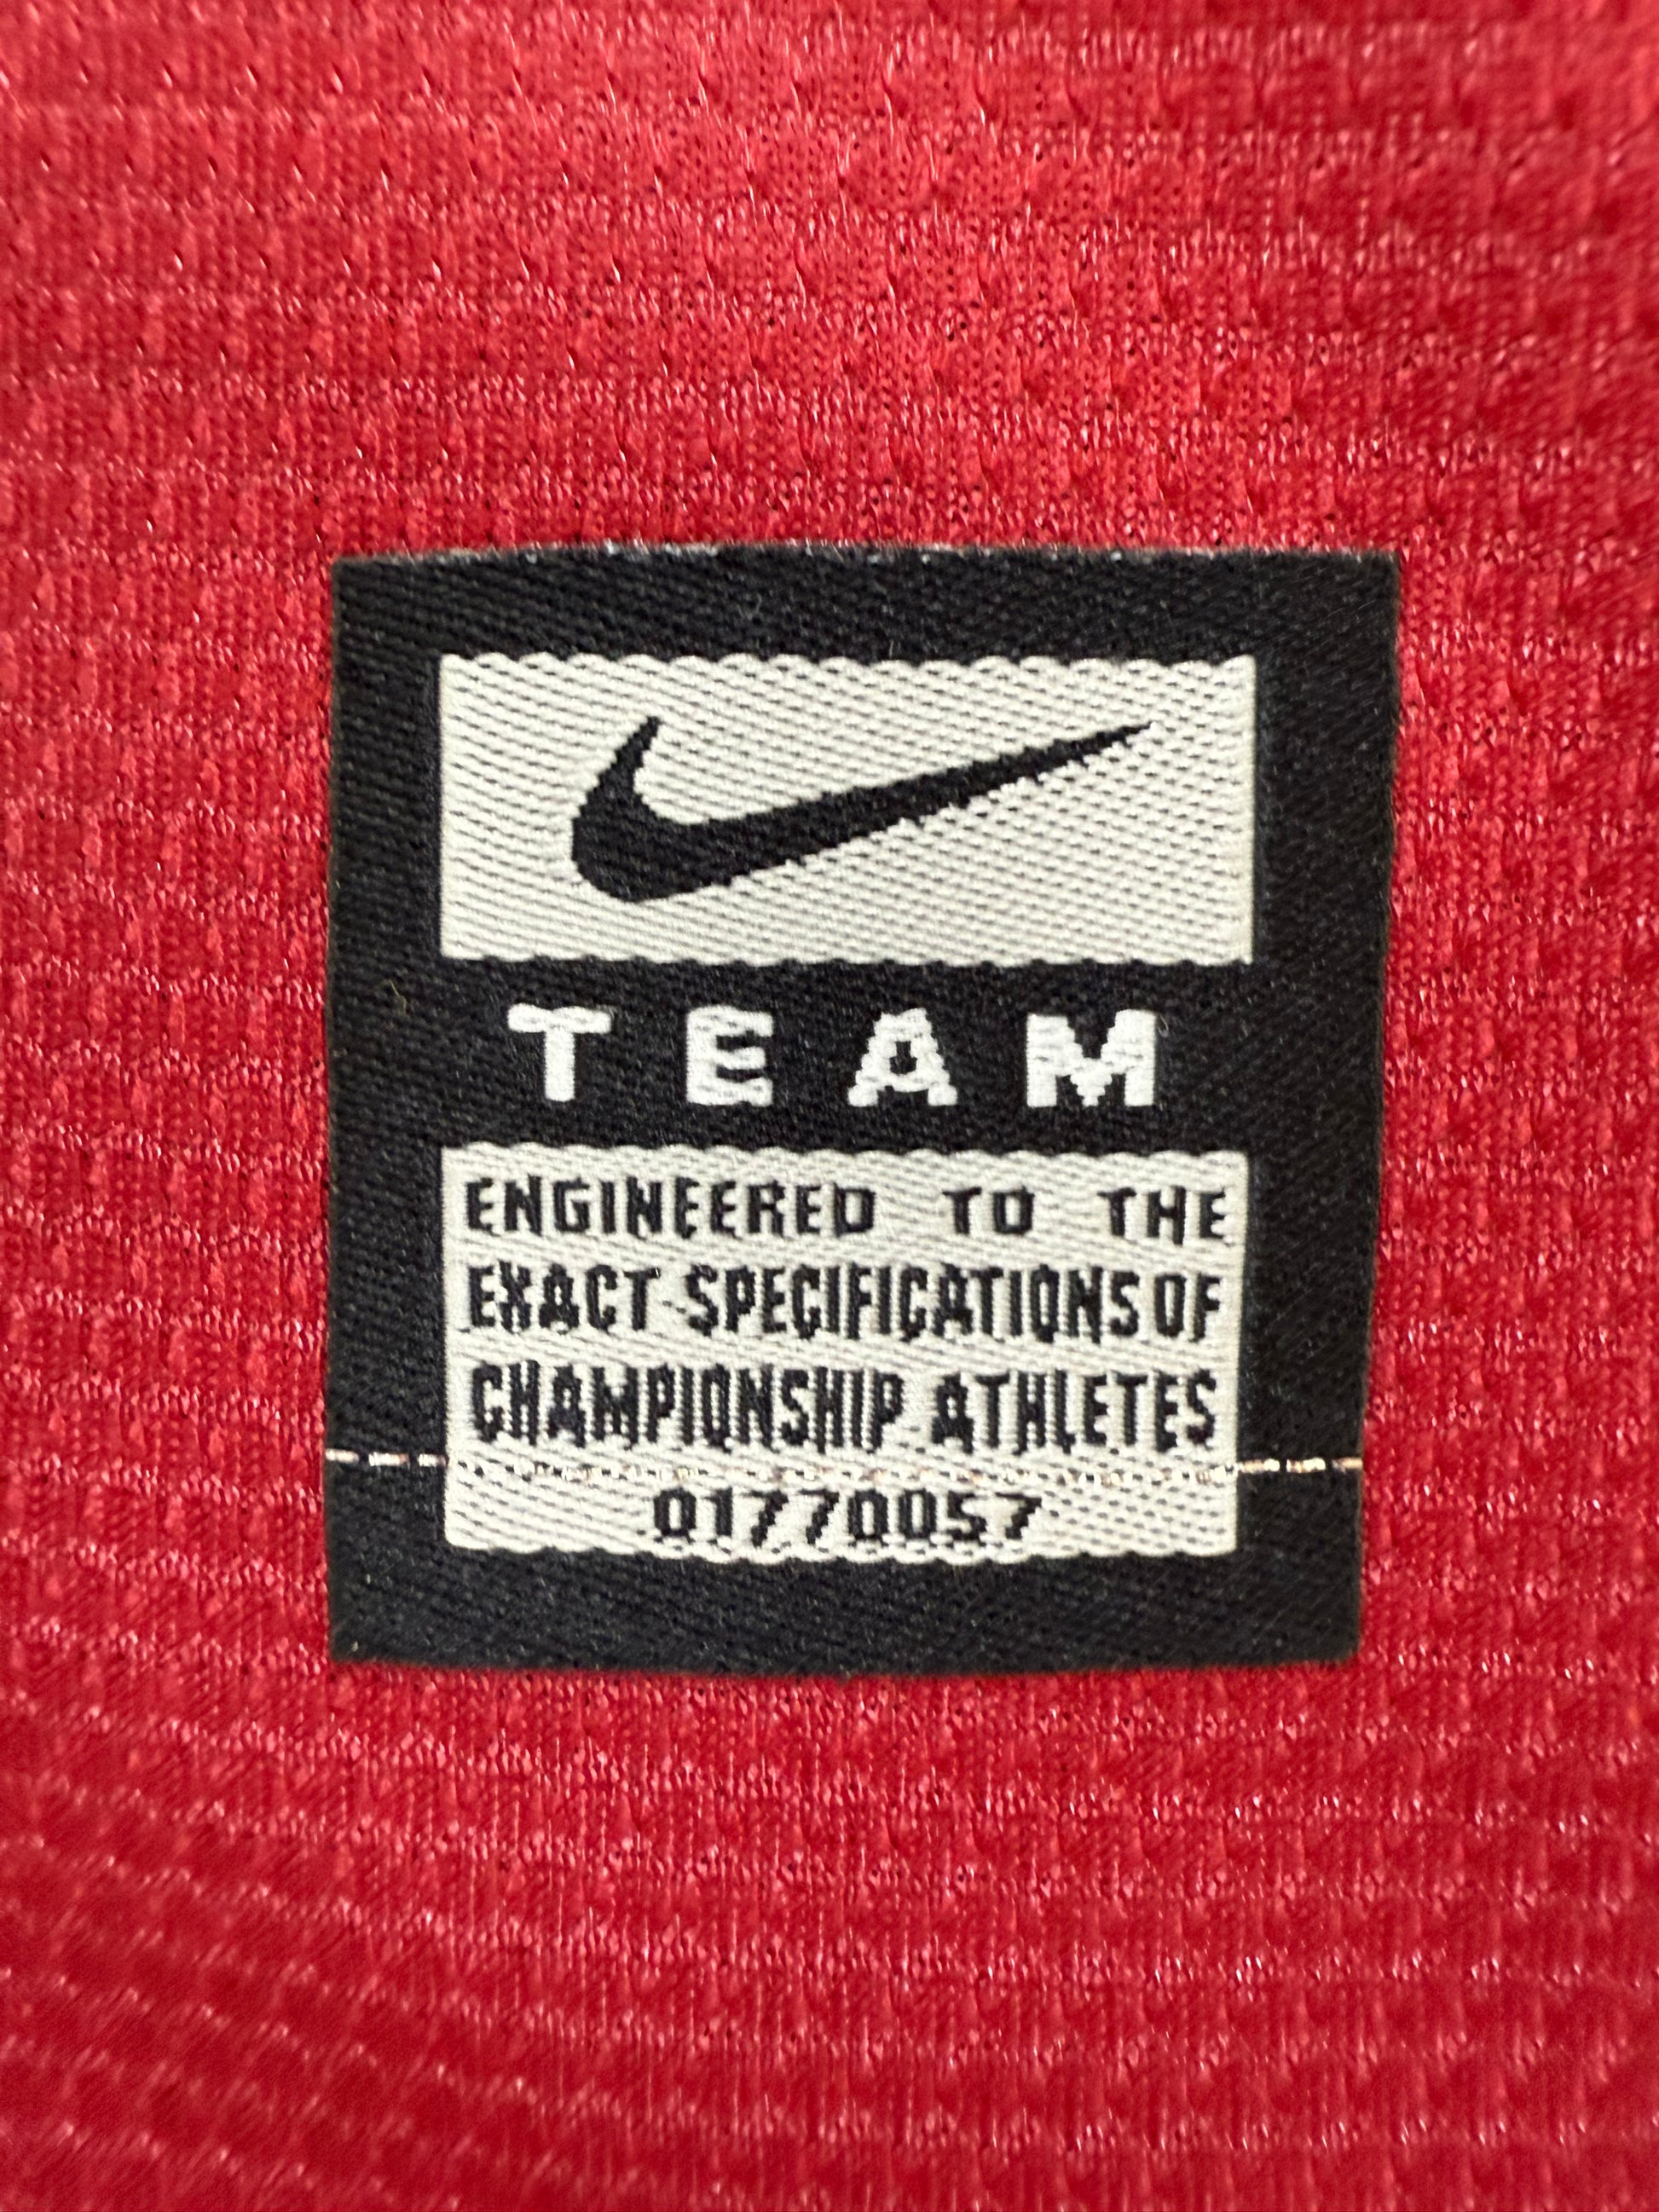 TEAM
ENGINEERED TO THE
EXACT SPECIFICATIONS OF
CHAMPIONSHIP ATHLETES
01770057